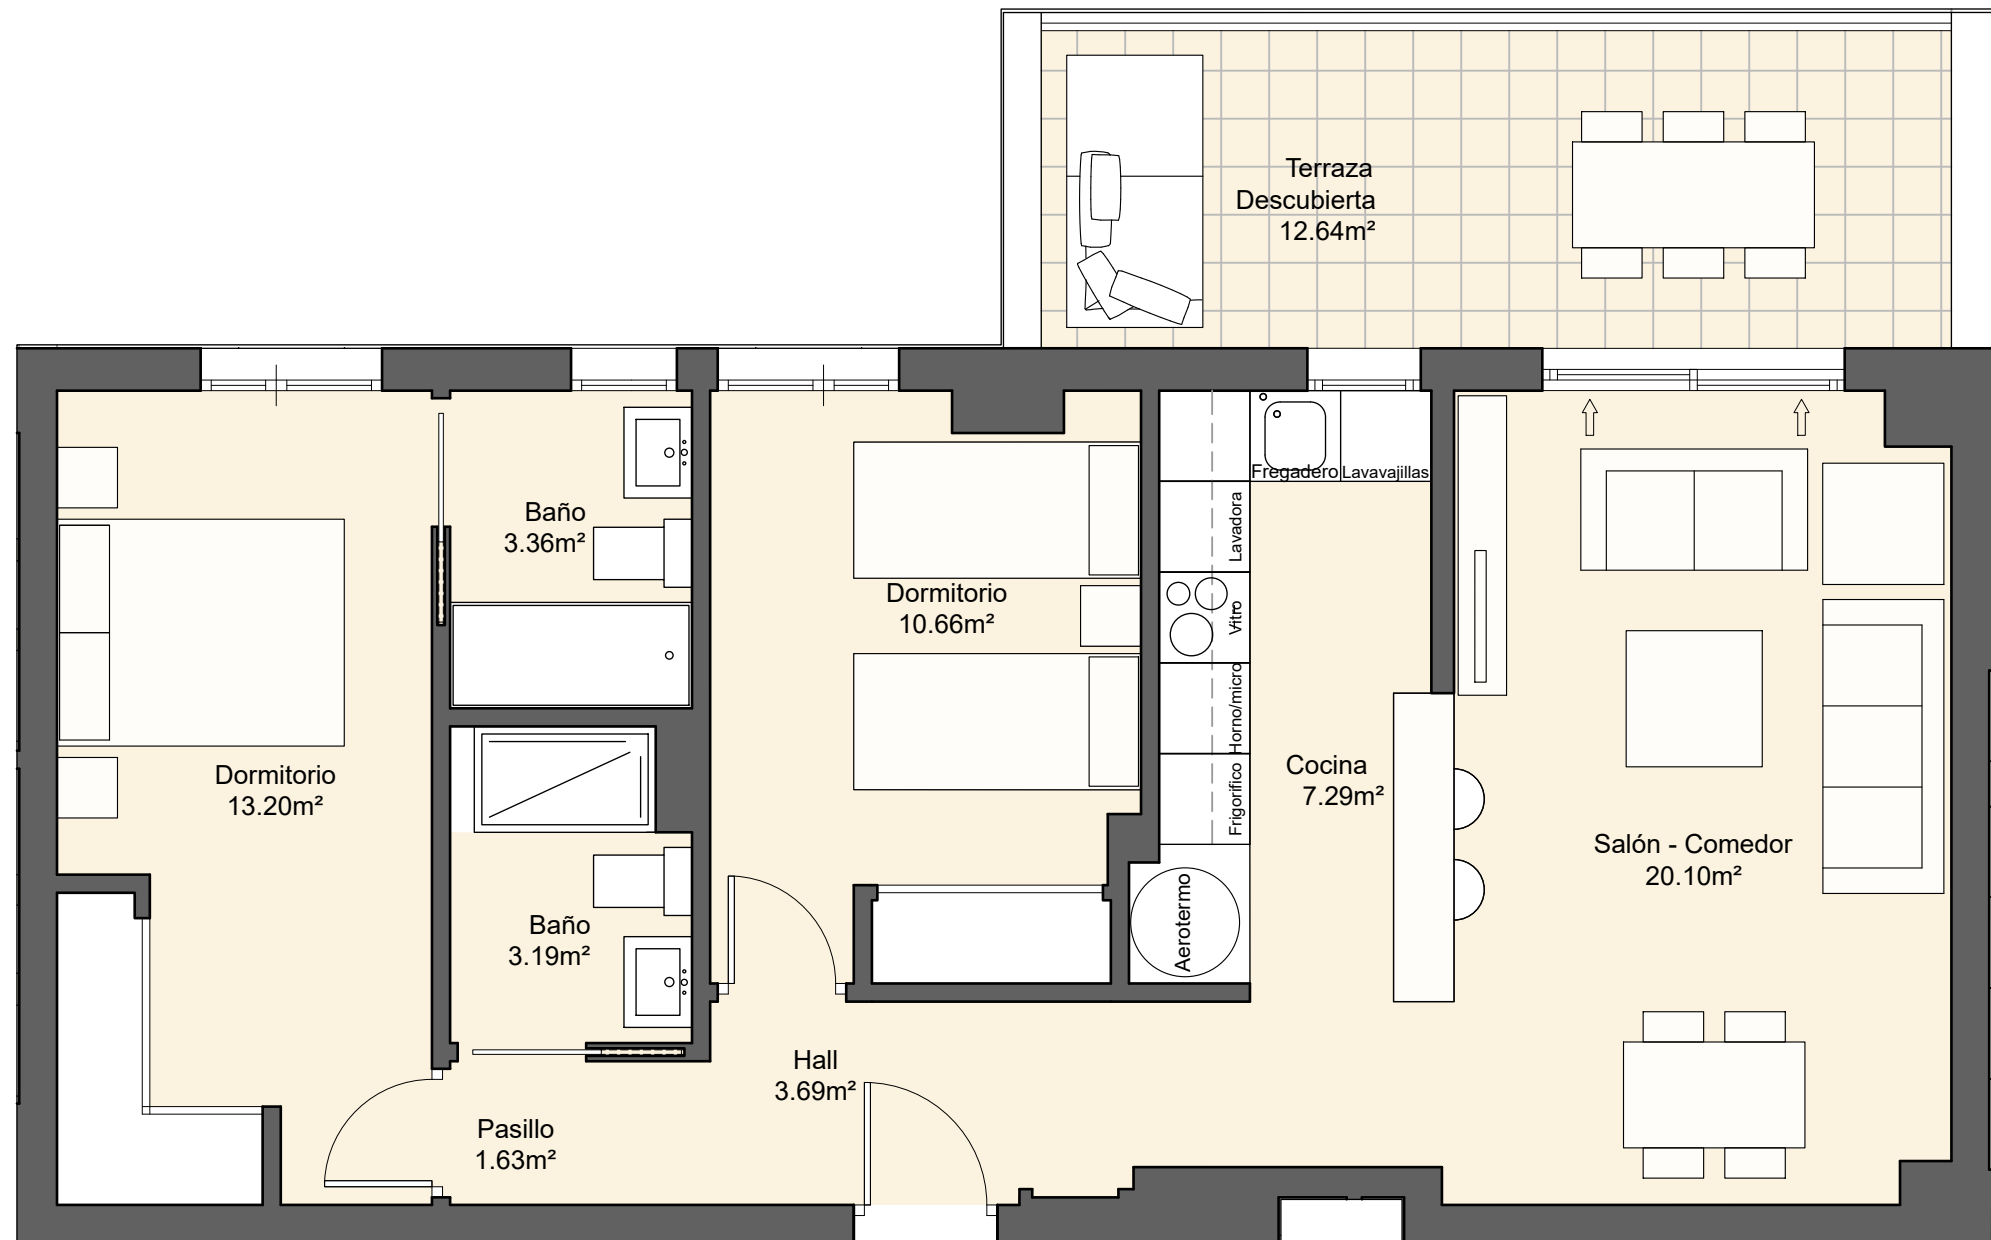 Terraza
Descubierta
12.64m²
Fregadero
Lavavajillas
Lavadora
Vitro
Horno/micro
Frigorifico
Aerotermo
Baño
3.36m²
Dormitorio
10.66m²
Dormitorio
13.20m²
Cocina
7.29m²
Salón - Comedor
20.10m²
Baño
3.19m²
Hall
3.69m²
Pasillo
1.63m²